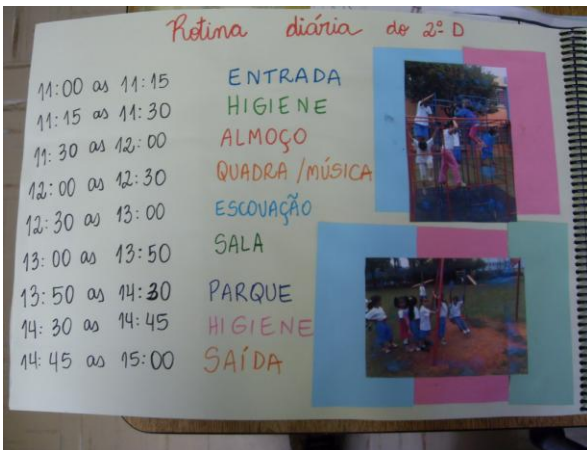 Rotina diária do 2º D
11:00 as 11:15 ENTRADA
11:15 as 11:30 HIGIENE
11:30 as 12:00 ALMOÇO
12:00 as 12:30 QUADRA / MÚSICA
12:30 as 13:00 ESCOVAÇÃO
13:00 as 13:50 SALA
13:50 as 14:30 PARQUE
14:30 as 14:45 HIGIENE
14:45 as 15:00 SAÍDA